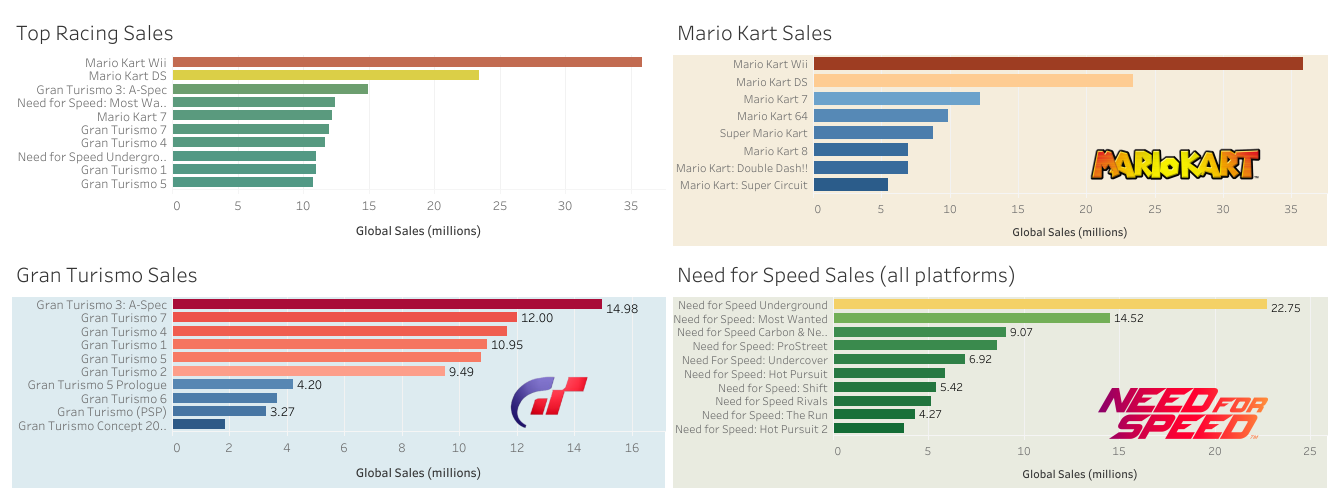 Top Racing Sales
Mario Kart Wii
Mario Kart DS
Gran Turismo 3: A-Spec
Need for Speed: Most Wa..
Mario Kart 7
Gran Turismo 7
Gran Turismo 4
Need for Speed Undergro..
Gran Turismo 1
Gran Turismo 5
0 5 10 15 20 25 30 35
Global Sales (millions)
Mario Kart Sales
Mario Kart Wii
Mario Kart DS
Mario Kart 7
Mario Kart 64
Super Mario Kart
Mario Kart 8
Mario Kart: Double Dash!!
Mario Kart: Super Circuit
MARIOKART
TM
0 5 10 15 20 25 30 35
Global Sales (millions)
Gran Turismo Sales
Gran Turismo 3: A-Spec 14.98
Gran Turismo 7 12.00
Gran Turismo 4
Gran Turismo 1 10.95
Gran Turismo 5
Gran Turismo 2 9.49
Gran Turismo 5 Prologue 4.20
Gran Turismo 6
Gran Turismo (PSP) 3.27
Gran Turismo Concept 20..
0 2 4 6 8 10 12 14 16
Global Sales (millions)
Need for Speed Sales (all platforms)
Need for Speed Underground 22.75
Need for Speed: Most Wanted 14.52
Need for Speed Carbon & Ne.. 9.07
Need for Speed: ProStreet
Need For Speed: Undercover 6.92
Need for Speed: Hot Pursuit
Need for Speed: Shift 5.42
Need for Speed Rivals
Need for Speed: The Run 4.27
Need for Speed: Hot Pursuit 2
NEED FOR
SPEED
TM
0 5 10 15 20 25
Global Sales (millions)